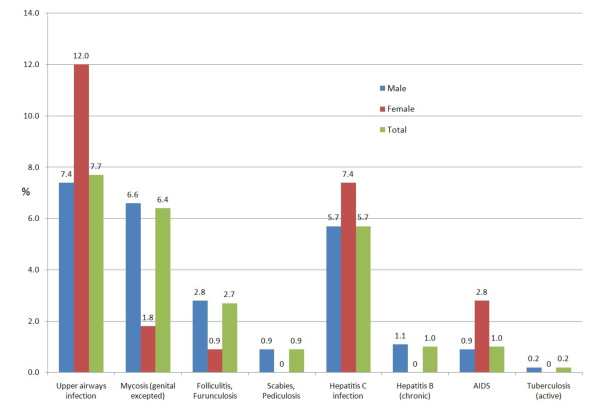 14.0
12.0
10.0
8.0
6.0
4.0
2.0
0.0
%
Male
Female
Total
7.4 12.0 7.7
6.6 1.8 6.4
2.8 0.9 2.7
0.9 0 0.9
5.7 7.4 5.7
1.1 0 1.0
0.9 2.8 1.0
0.2 0 0.2
Upper airways
infection
Mycosis (genital
excepted)
Folliculitis,
Furunculosis
Scabies,
Pediculosis
Hepatitis C
infection
Hepatitis B
(chronic)
AIDS
Tuberculosis
(active)